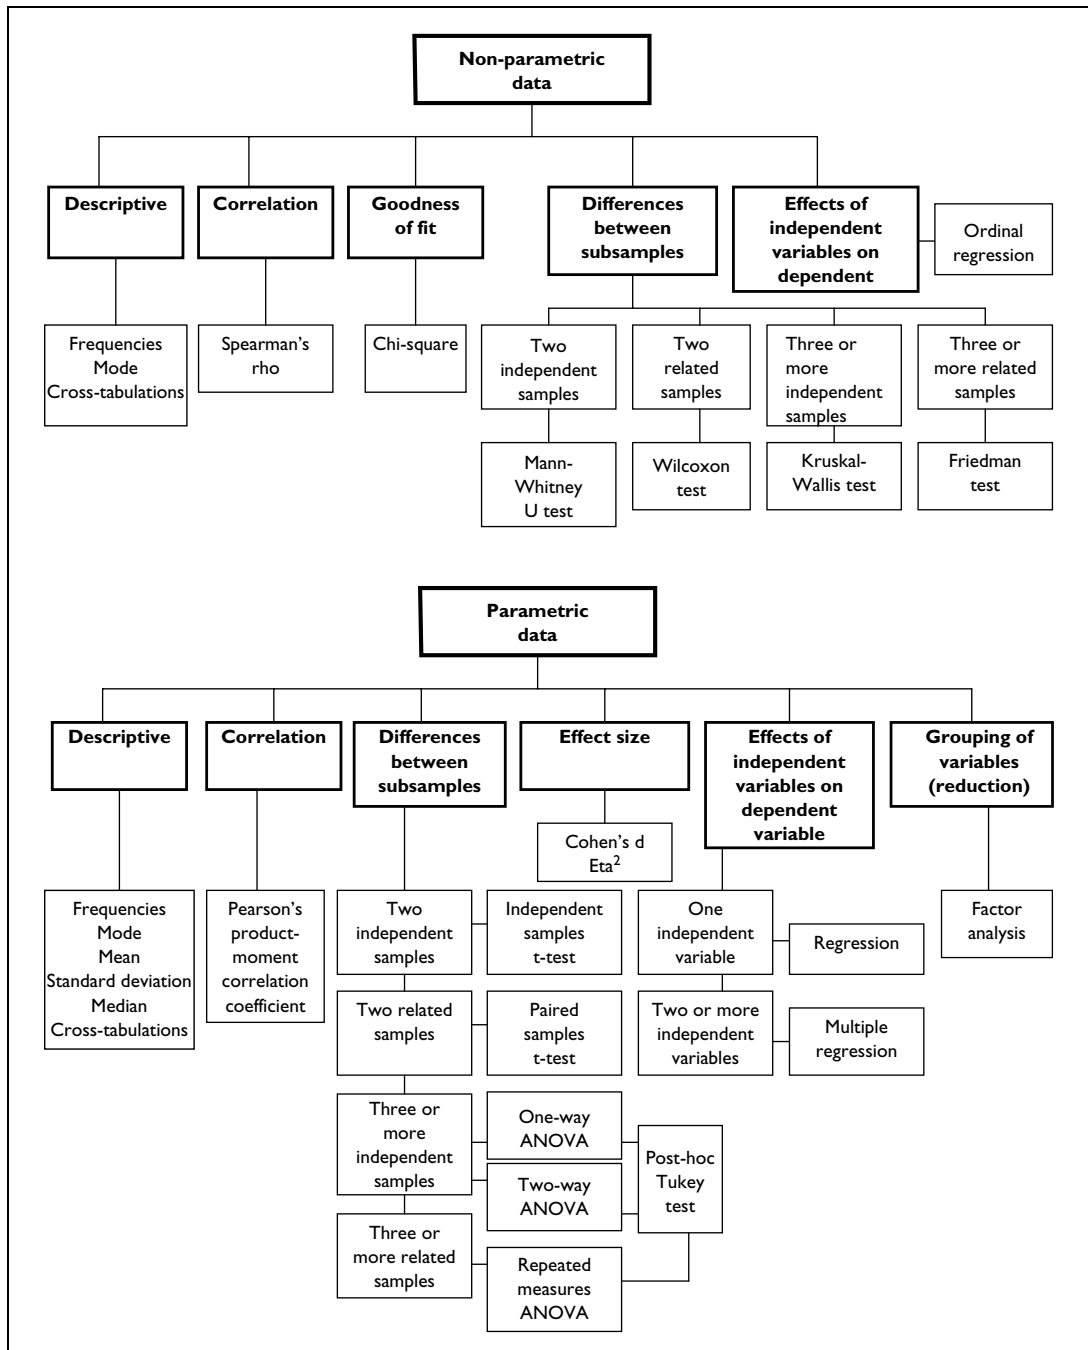 Non-parametric
data
Descriptive
Correlation
Goodness
of fit
Differences
between
subsamples
Effects of
independent
variables on
dependent
Ordinal
regression
Frequencies
Mode
Cross-tabulations
Spearman's
rho
Chi-square
Two
independent
samples
Two
related
samples
Three or
more
independent
samples
Three or
more related
samples
Mann-
Whitney
U test
Wilcoxon
test
Kruskal-
Wallis test
Friedman
test
Parametric
data
Descriptive
Correlation
Differences
between
subsamples
Effect size
Effects of
independent
variables on
dependent
variable
Grouping of
variables
(reduction)
Cohen's d
Eta²
Frequencies
Mode
Mean
Standard deviation
Median
Cross-tabulations
Pearson's
product-
moment
correlation
coefficient
Two
independent
samples
Independent
samples
t-test
One
independent
variable
Regression
Factor
analysis
Two related
samples
Paired
samples
t-test
Two or more
independent
variables
Multiple
regression
Three or
more
independent
samples
One-way
ANOVA
Two-way
ANOVA
Post-hoc
Tukey
test
Three or
more related
samples
Repeated
measures
ANOVA